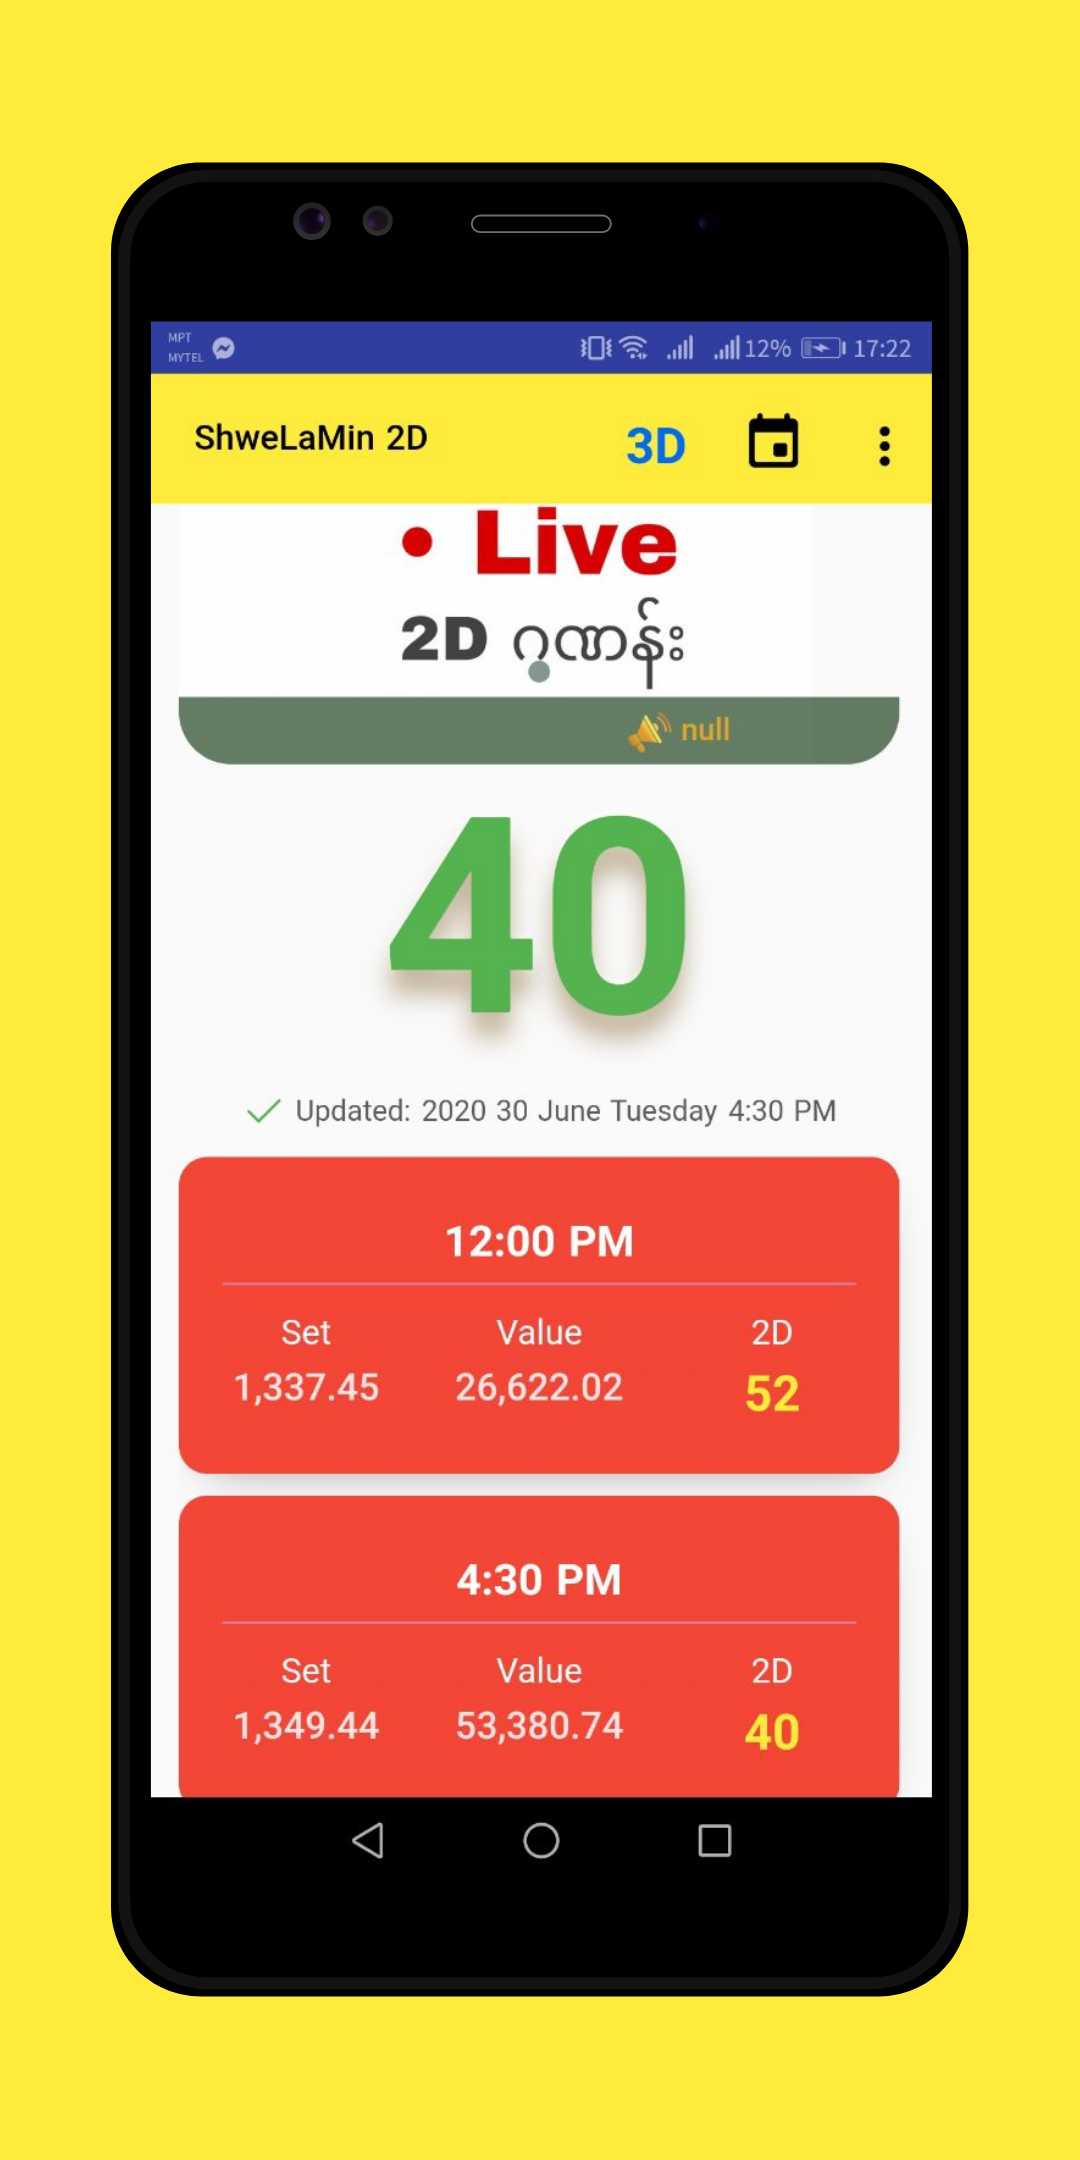 MPT
MYTEL
12% 17:22
ShweLaMin 2D 3D
• Live
2D ဂဏာန်း
null
40
Updated: 2020 30 June Tuesday 4:30 PM
12:00 PM
Set Value 2D
1,337.45 26,622.02 52
4:30 PM
Set Value 2D
1,349.44 53,380.74 40